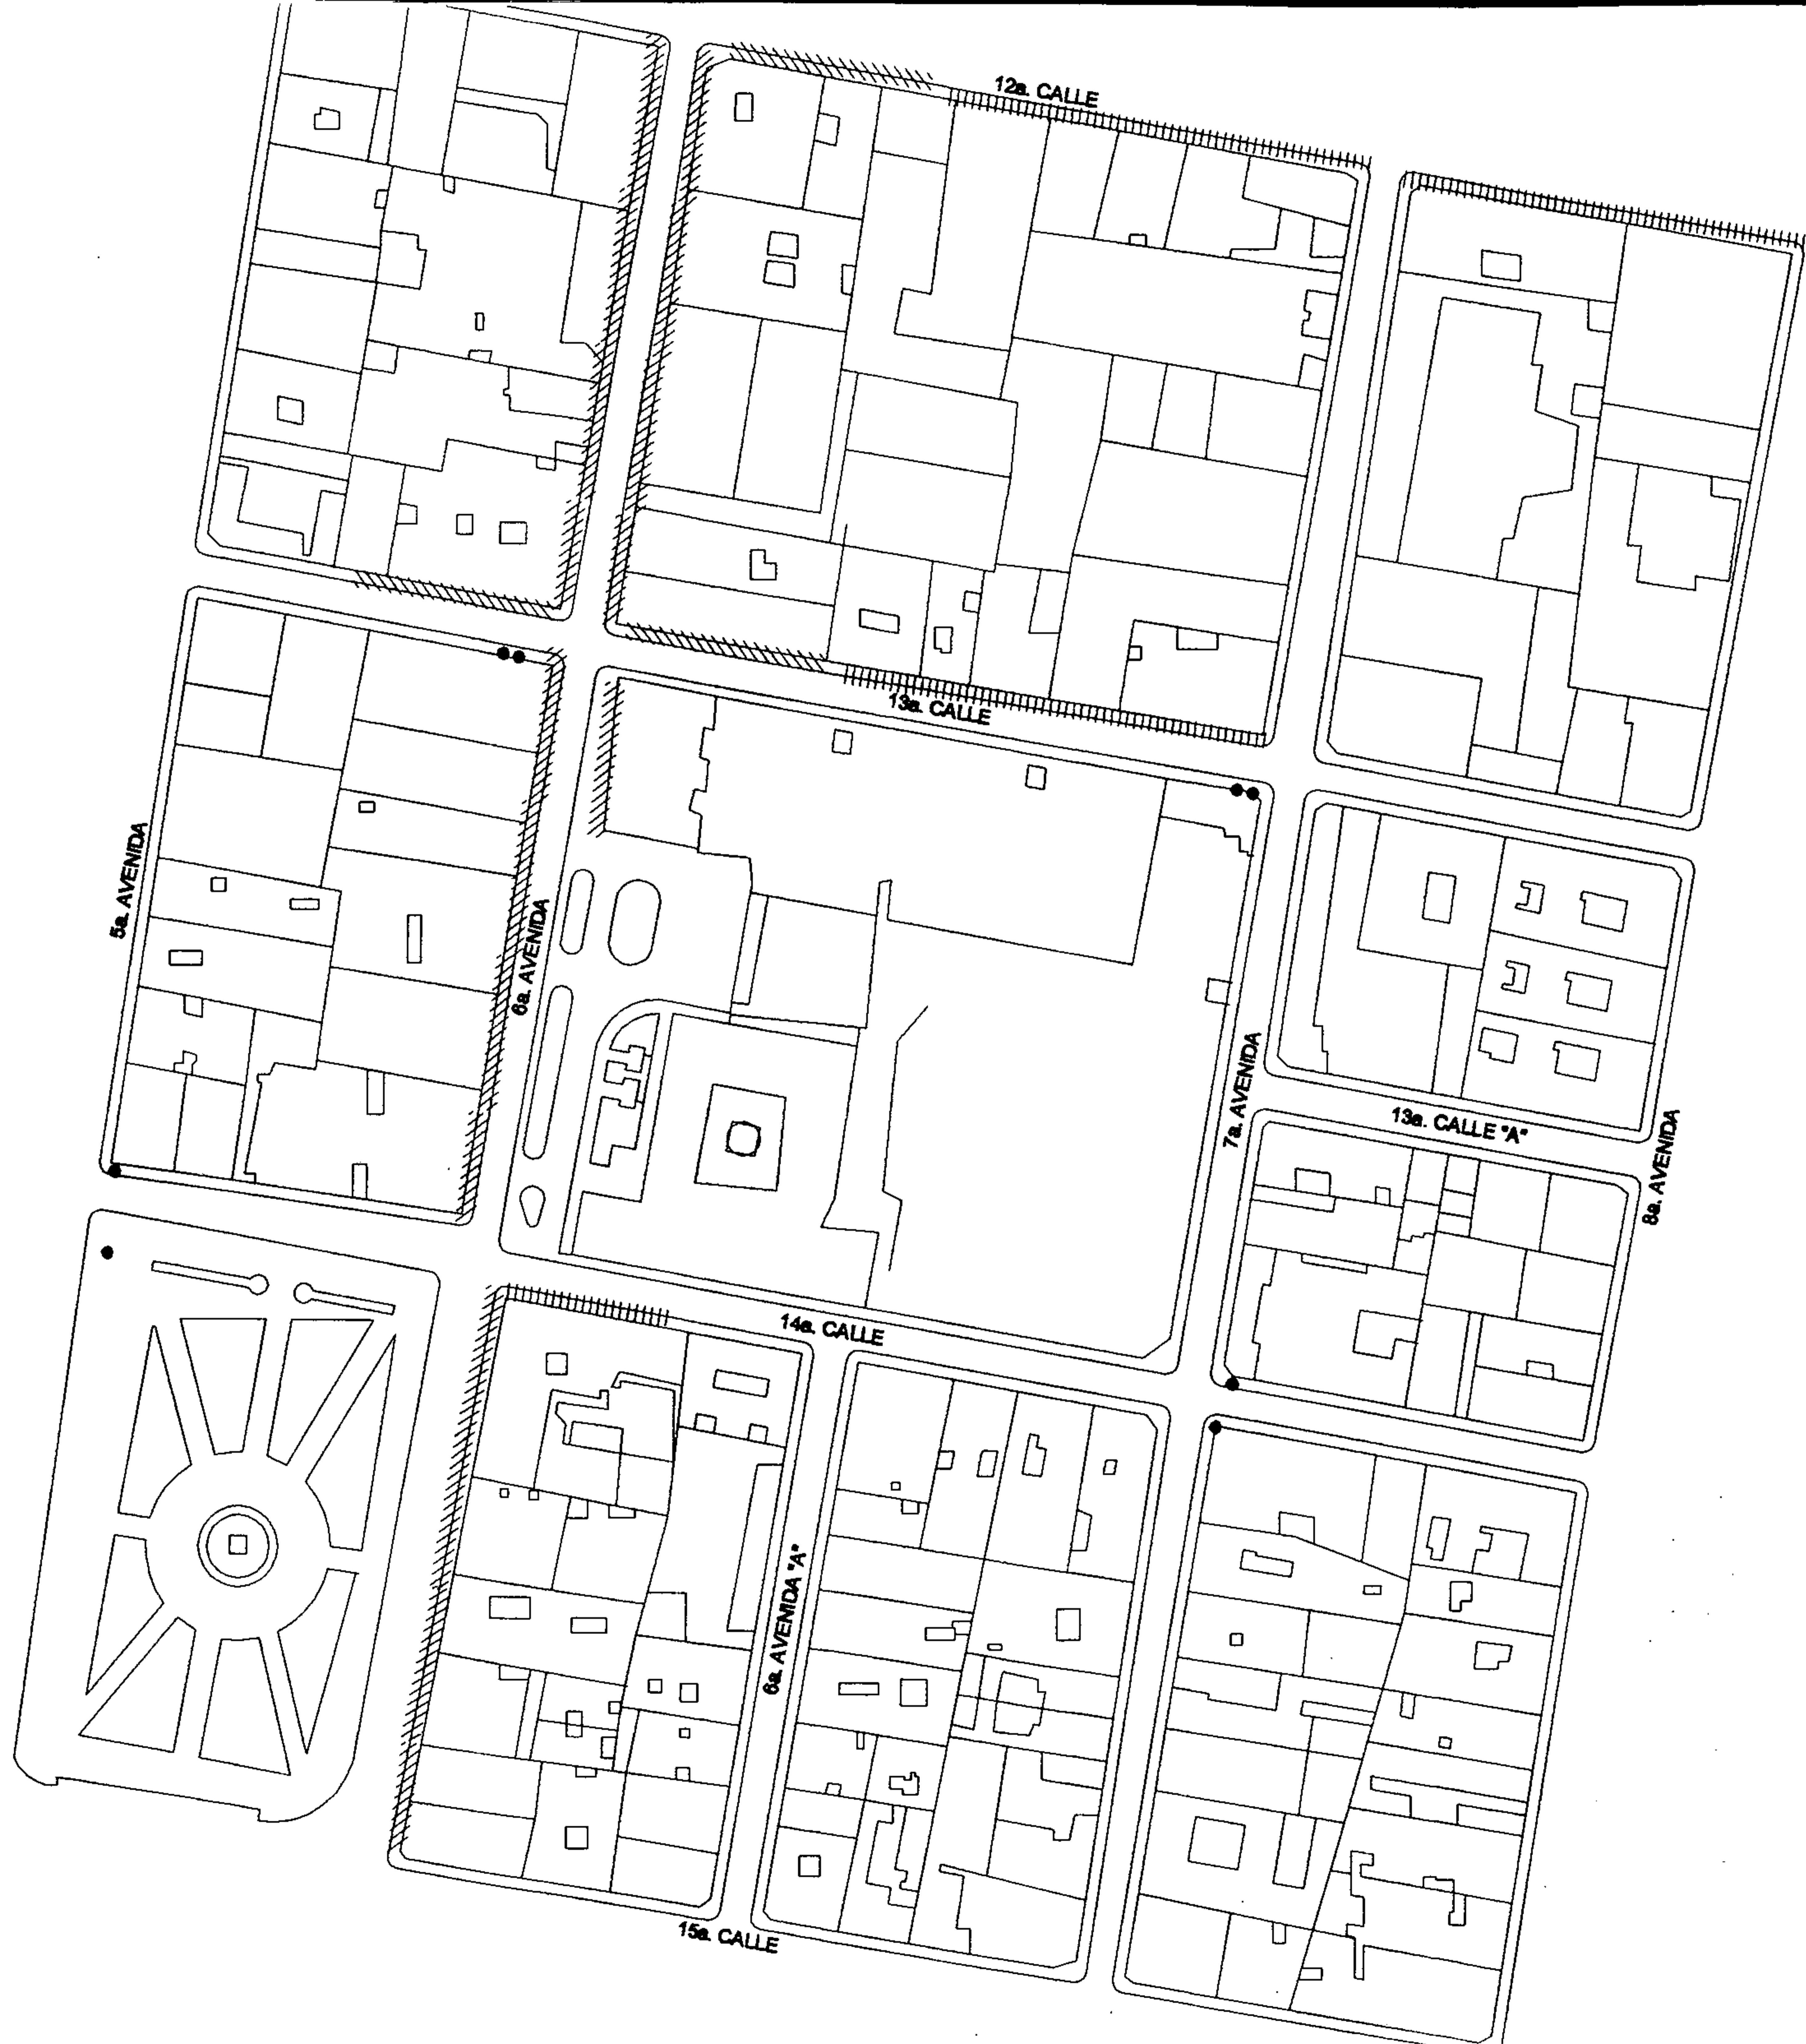 12a. CALLE
13a. CALLE
5a. AVENIDA
6a. AVENIDA
7a. AVENIDA
13a. CALLE "A"
8a. AVENIDA
14a. CALLE
6a. AVENIDA "A"
15a. CALLE